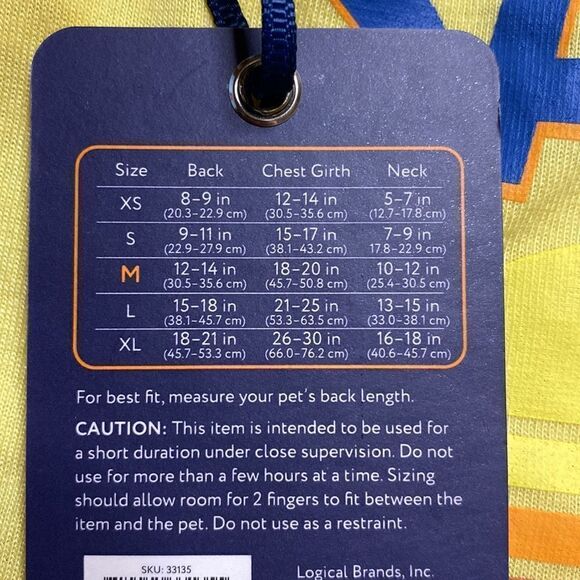 Size Back Chest Girth Neck
XS 8–9 in 12–14 in 5–7 in
(20.3–22.9 cm) (30.5–35.6 cm) (12.7–17.8 cm)
S 9–11 in 15–17 in 7–9 in
(22.9–27.9 cm) (38.1–43.2 cm) 17.8–22.9 cm)
M 12–14 in 18–20 in 10–12 in
(30.5–35.6 cm) (45.7–50.8 cm) (25.4–30.5 cm)
L 15–18 in 21–25 in 13–15 in
(38.1–45.7 cm) (53.3–63.5 cm) (33.0–38.1 cm)
XL 18–21 in 26–30 in 16–18 in
(45.7–53.3 cm) (66.0–76.2 cm) (40.6–45.7 cm)
For best fit, measure your pet's back length.
CAUTION: This item is intended to be used for
a short duration under close supervision. Do not
use for more than a few hours at a time. Sizing
should allow room for 2 fingers to fit between the
item and the pet. Do not use as a restraint.
SKU: 33135
Logical Brands, Inc.